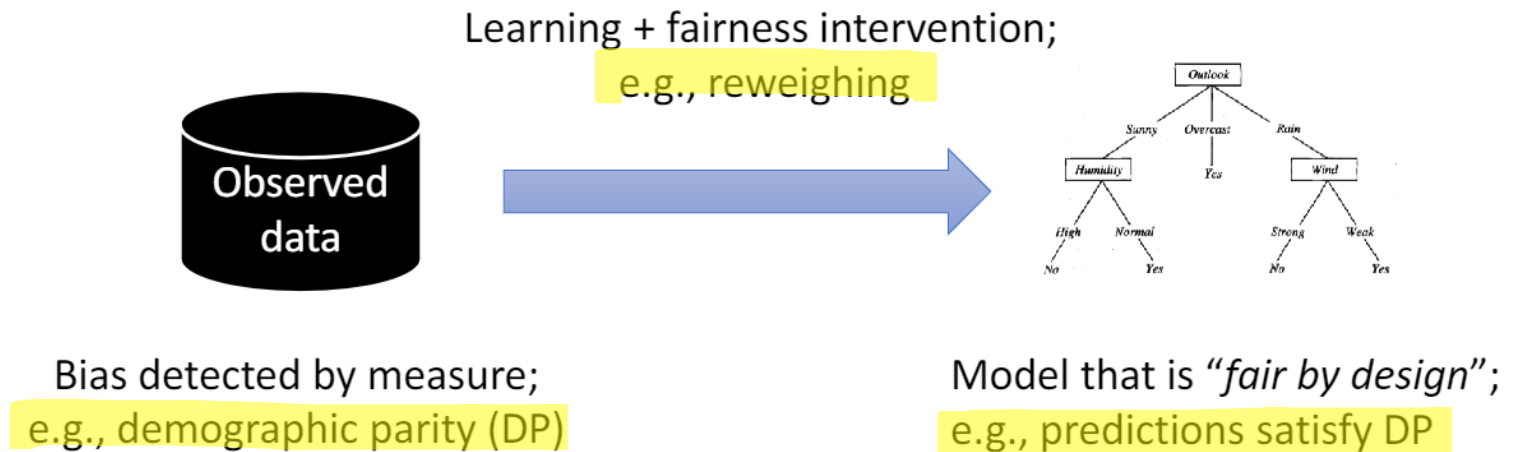 Learning + fairness intervention;
e.g., reweighing
Observed
data
Outlook
Sunny Overcast Rain
Humidity Yes Wind
High Normal Strong Weak
No Yes No Yes
Bias detected by measure;
e.g., demographic parity (DP)
Model that is “fair by design”;
e.g., predictions satisfy DP